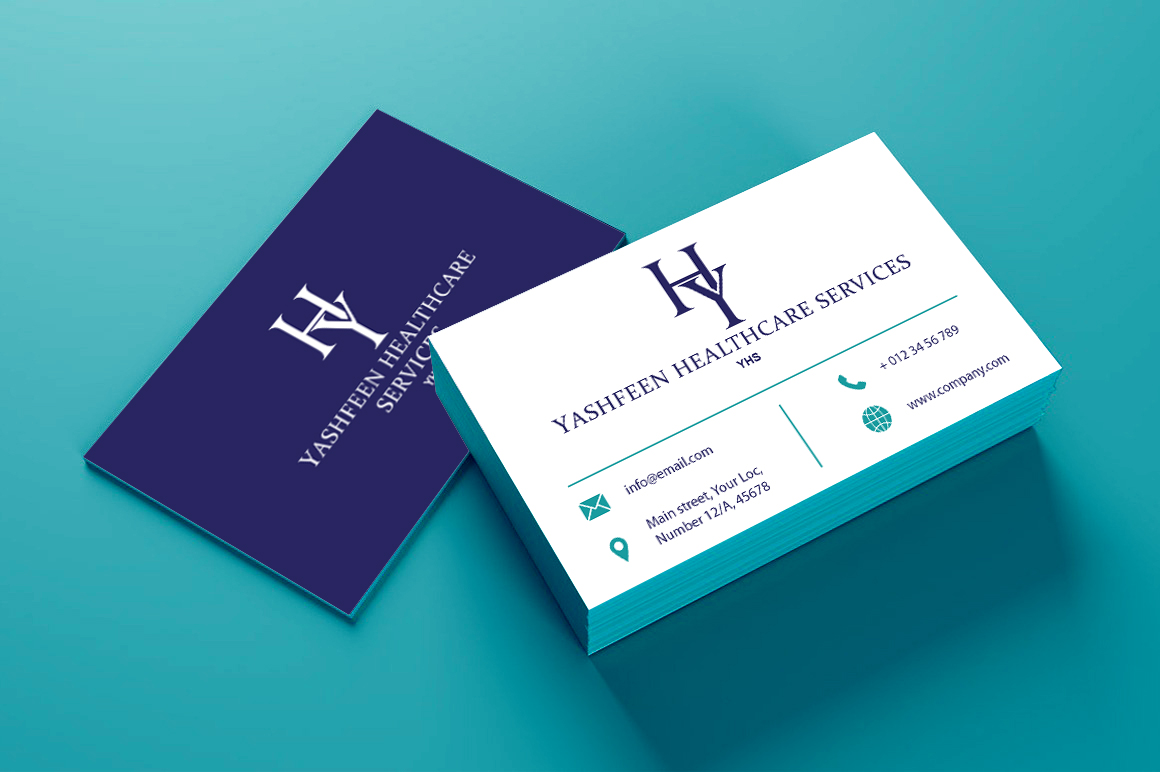 HY
YASHFEEN HEALTHCARE
SERVICES
HY
YASHFEEN HEALTHCARE SERVICES
YHS
info@email.com
Main street, Your Loc,
Number 12/A, 45678
+ 012 34 56 789
www.company.com